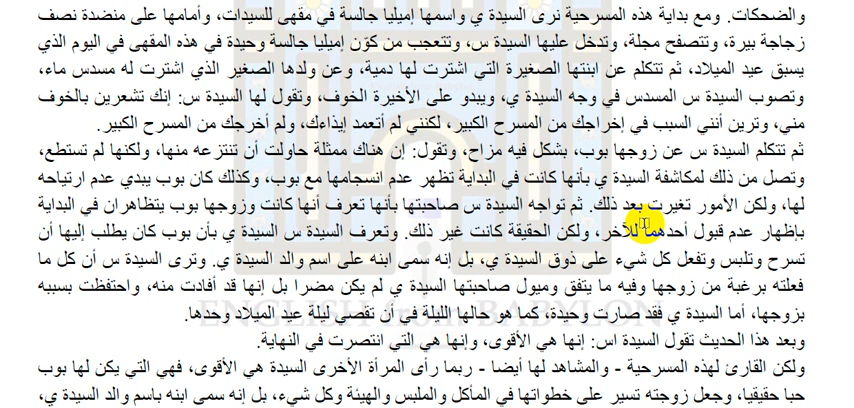 والضحكات. ومع بداية هذه المسرحية نرى السيدة ي واسمها إميليا جالسة في مقهى للسيدات، وأمامها على منضدة نصف
زجاجة بيرة، وتتصفح مجلة، وتدخل عليها السيدة س، وتتعجب من كون إميليا جالسة وحيدة في هذه المقهى في اليوم الذي
يسبق عيد الميلاد، ثم تتكلم عن ابنتها الصغيرة التي اشترت لها دمية، وعن ولدها الصغير الذي اشترت له مسدس ماء،
وتصوب السيدة س المسدس في وجه السيدة ي، ويبدو على الأخيرة الخوف، وتقول لها السيدة س: إنك تشعرين بالخوف
مني، وترين أنني السبب في إخراجك من المسرح الكبير، لكنني لم أتعمد إيذاءك، ولم أخرجك من المسرح الكبير.
ثم تتكلم السيدة س عن زوجها بوب، بشكل فيه مزاح، وتقول: إن هناك ممثلة حاولت أن تنتزعه منها، ولكنها لم تستطع،
وتصل من ذلك لمكاشفة السيدة ي بأنها كانت في البداية تظهر عدم انسجامها مع بوب، وكذلك كان بوب يبدي عدم ارتياحه
لها، ولكن الأمور تغيرت بعد ذلك. ثم تواجه السيدة س صاحبتها بأنها تعرف أنها كانت وزوجها بوب يتظاهران في البداية
بإظهار عدم قبول أحدهما للآخر، ولكن الحقيقة كانت غير ذلك. وتعرف السيدة س السيدة ي بأن بوب كان يطلب إليها أن
تسرح وتلبس وتفعل كل شيء على ذوق السيدة ي، بل إنه سمى ابنه على اسم والد السيدة ي. وترى السيدة س أن كل ما
فعلته برغبة من زوجها وفيه ما يتفق وميول صاحبتها السيدة ي لم يكن مضرا بل إنها قد أفادت منه، واحتفظت بسببه
بزوجها، أما السيدة ي فقد صارت وحيدة، كما هو حالها الليلة في أن تقصي ليلة عيد الميلاد وحدها.
ENGLISH from BABYLON
وبعد هذا الحديث تقول السيدة اس: إنها هي الأقوى، وإنها هي التي انتصرت في النهاية.
ولكن القارئ لهذه المسرحية - والمشاهد لها أيضا - ربما رأى المرأة الأخرى السيدة هي الأقوى، فهي التي يكن لها بوب
حبا حقيقيا، وجعل زوجته تسير على خطواتها في المأكل والملبس والهيئة وكل شيء، بل إنه سمى ابنه باسم والد السيدة ي،